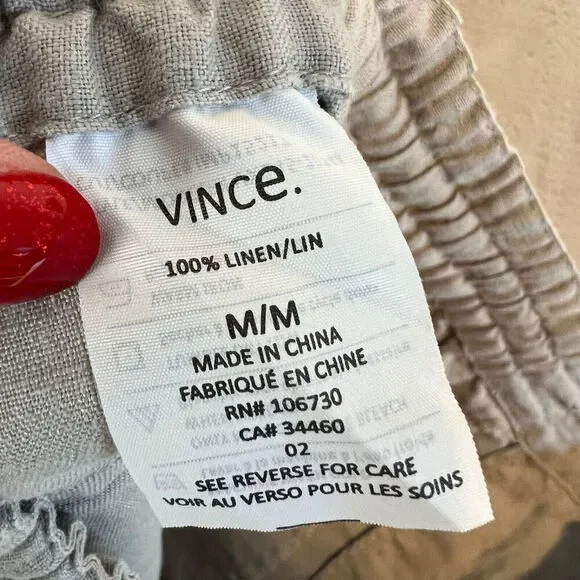 VINCe.
100% LINEN/LIN
M/M
MADE IN CHINA
FABRIQUÉ EN CHINE
RN# 106730
CA# 34460
02
SEE REVERSE FOR CARE
VOIR AU VERSO POUR LES SOINS